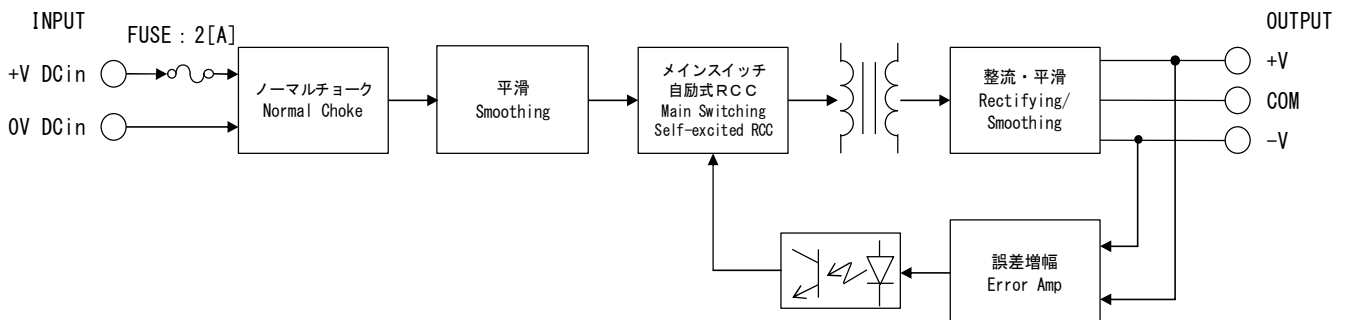 INPUT
OUTPUT
FUSE : 2[A]
+V DCin
0V DCin
ノーマルチョーク
Normal Choke
平滑
Smoothing
メインスイッチ
自励式RCC
Main Switching
Self-excited RCC
整流・平滑
Rectifying/
Smoothing
+V
COM
-V
誤差増幅
Error Amp